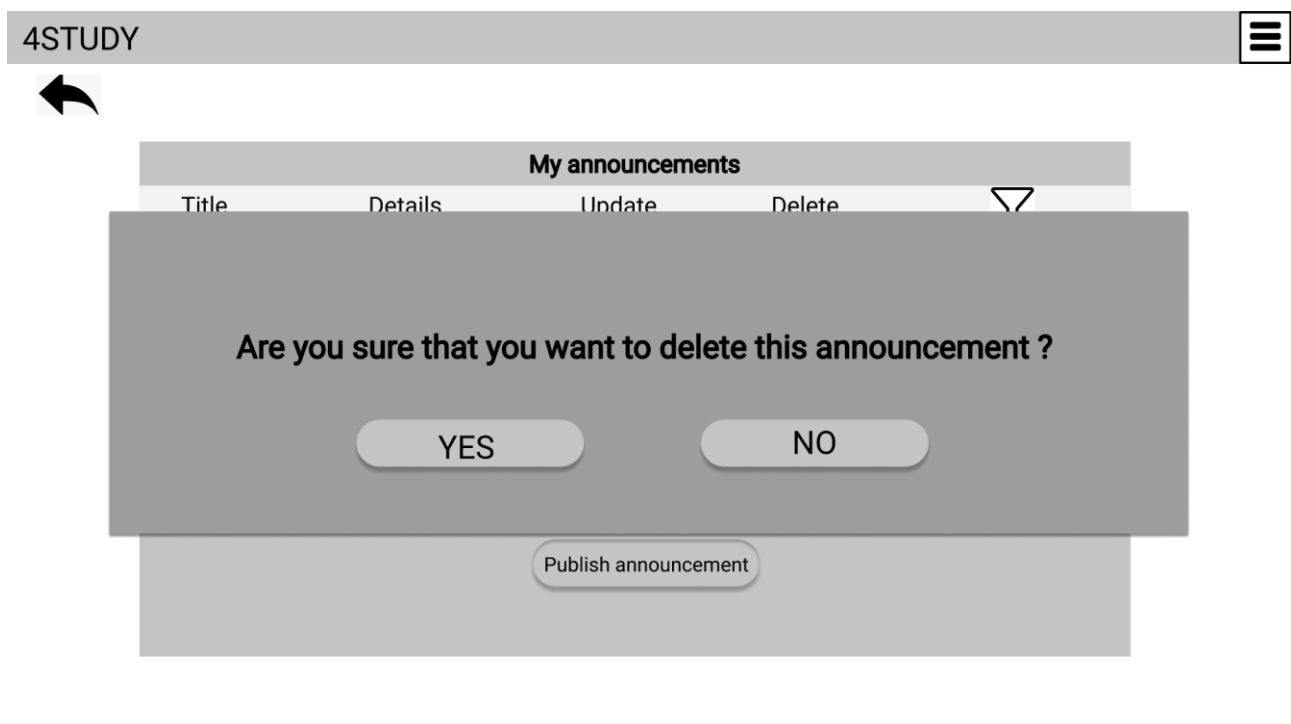 4STUDY
My announcements
Title Details Update Delete
Are you sure that you want to delete this announcement ?
YES NO
Publish announcement